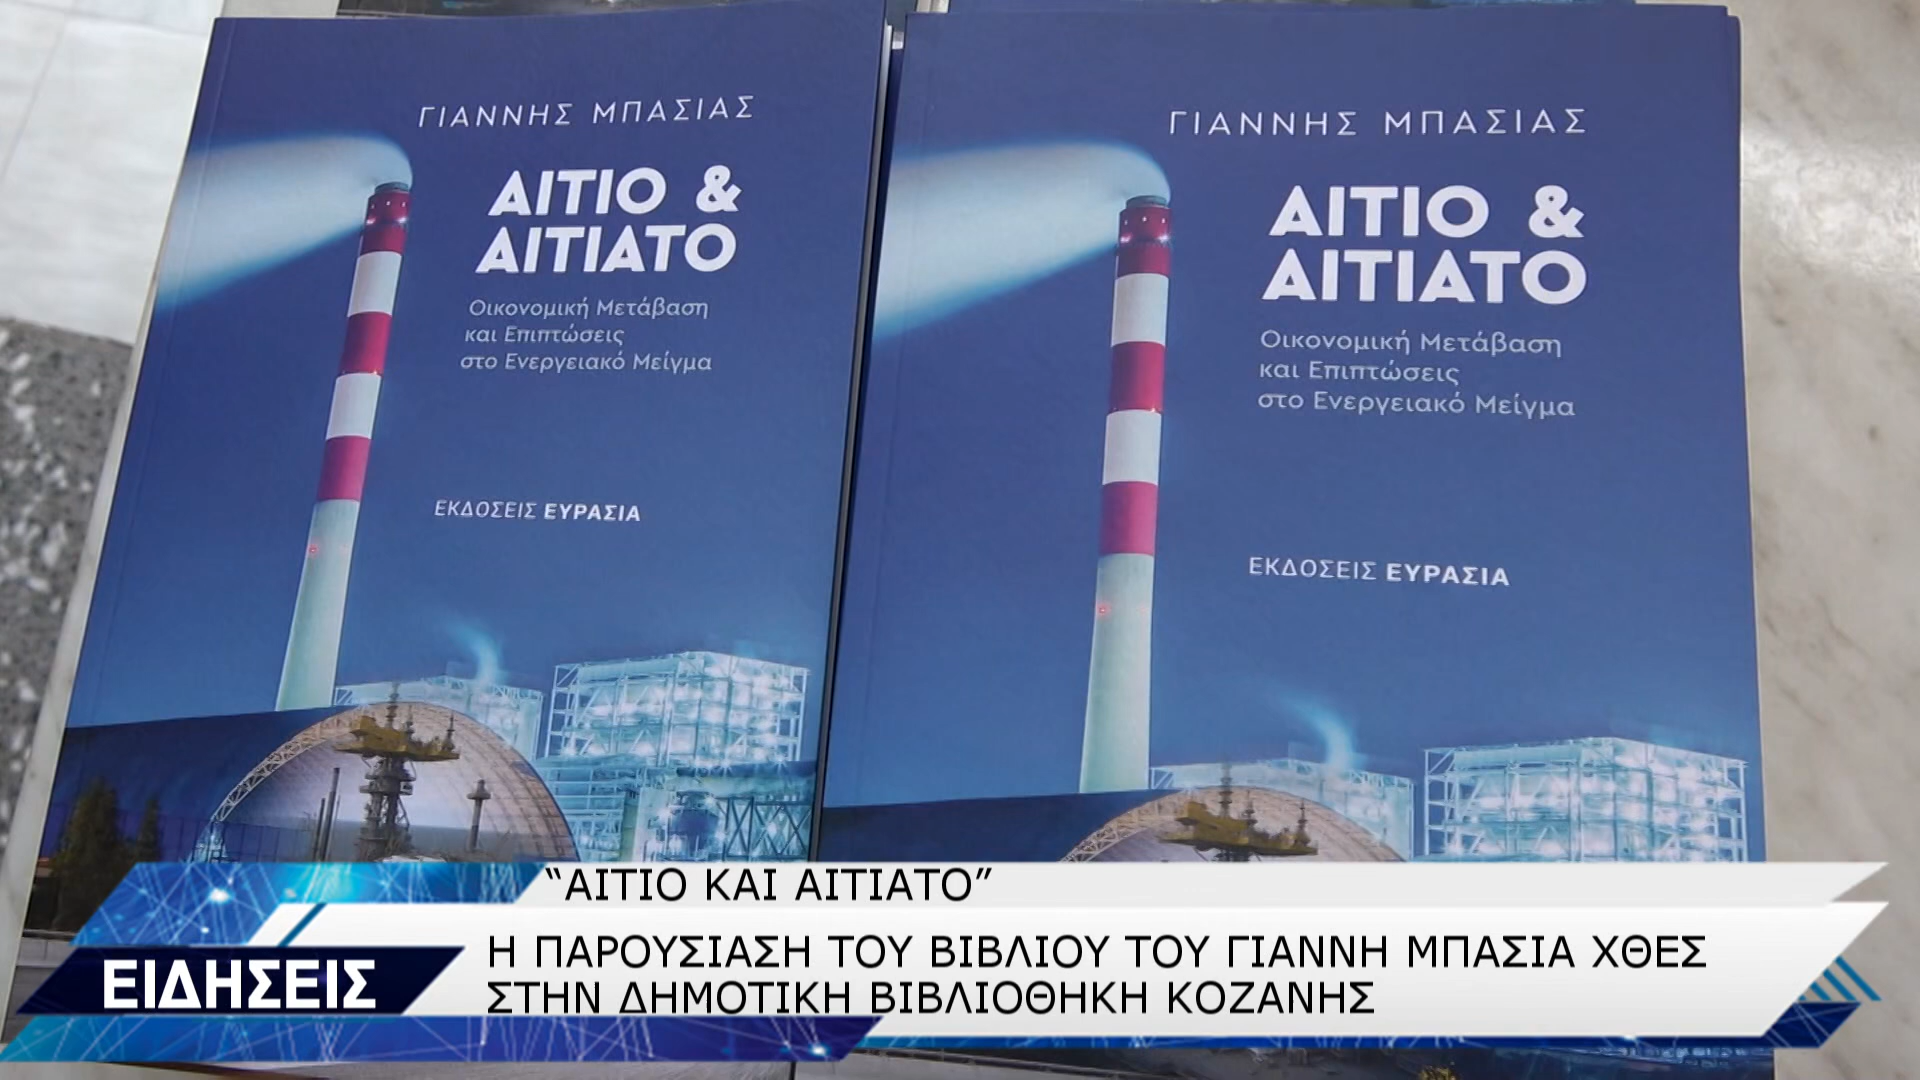 ΓΙΑΝΝΗΣ ΜΠΑΣΙΑΣ
ΑΙΤΙΟ &
ΑΙΤΙΑΤΟ
Οικονομική Μετάβαση
και Επιπτώσεις
στο Ενεργειακό Μείγμα
ΕΚΔΟΣΕΙΣ ΕΥΡΑΣΙΑ
ΓΙΑΝΝΗΣ ΜΠΑΣΙΑΣ
ΑΙΤΙΟ &
ΑΙΤΙΑΤΟ
Οικονομική Μετάβαση
και Επιπτώσεις
στο Ενεργειακό Μείγμα
ΕΚΔΟΣΕΙΣ ΕΥΡΑΣΙΑ
“ΑΙΤΙΟ ΚΑΙ ΑΙΤΙΑΤΟ”
ΕΙΔΗΣΕΙΣ
Η ΠΑΡΟΥΣΙΑΣΗ ΤΟΥ ΒΙΒΛΙΟΥ ΤΟΥ ΓΙΑΝΝΗ ΜΠΑΣΙΑ ΧΘΕΣ
ΣΤΗΝ ΔΗΜΟΤΙΚΗ ΒΙΒΛΙΟΘΗΚΗ ΚΟΖΑΝΗΣ